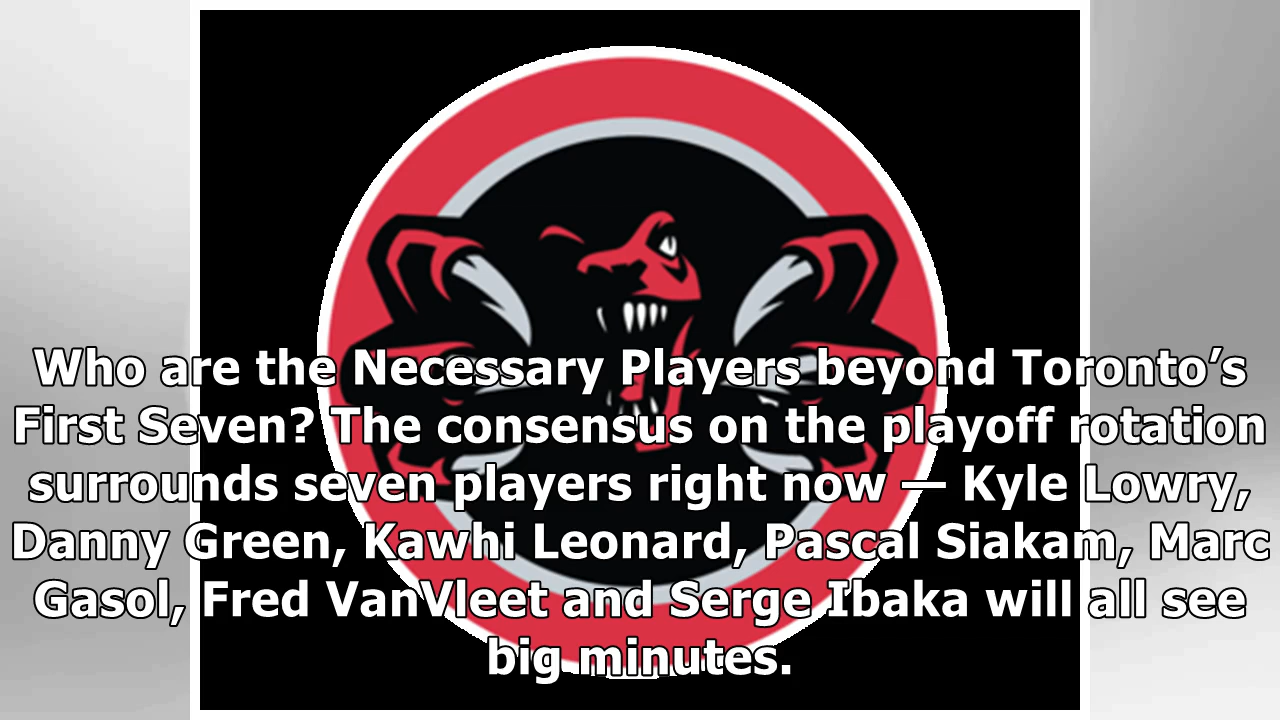 Who are the Necessary Players beyond Toronto’s
First Seven? The consensus on the playoff rotation
surrounds seven players right now — Kyle Lowry,
Danny Green, Kawhi Leonard, Pascal Siakam, Marc
Gasol, Fred VanVleet and Serge Ibaka will all see
big minutes.